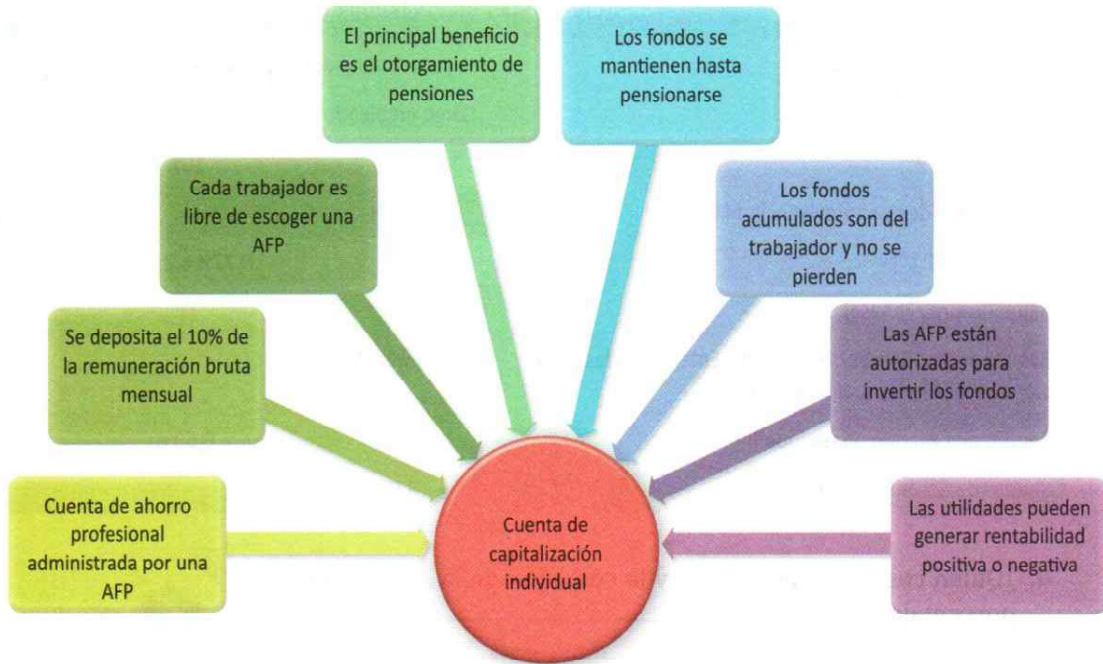 El principal beneficio
es el otorgamiento de
pensiones
Los fondos se
mantienen hasta
pensionarse
Cada trabajador es
libre de escoger una
AFP
Los fondos
acumulados son del
trabajador y no se
pierden
Se deposita el 10% de
la remuneración bruta
mensual
Las AFP están
autorizadas para
invertir los fondos
Cuenta de ahorro
profesional
administrada por una
AFP
Cuenta de
capitalización
individual
Las utilidades pueden
generar rentabilidad
positiva o negativa